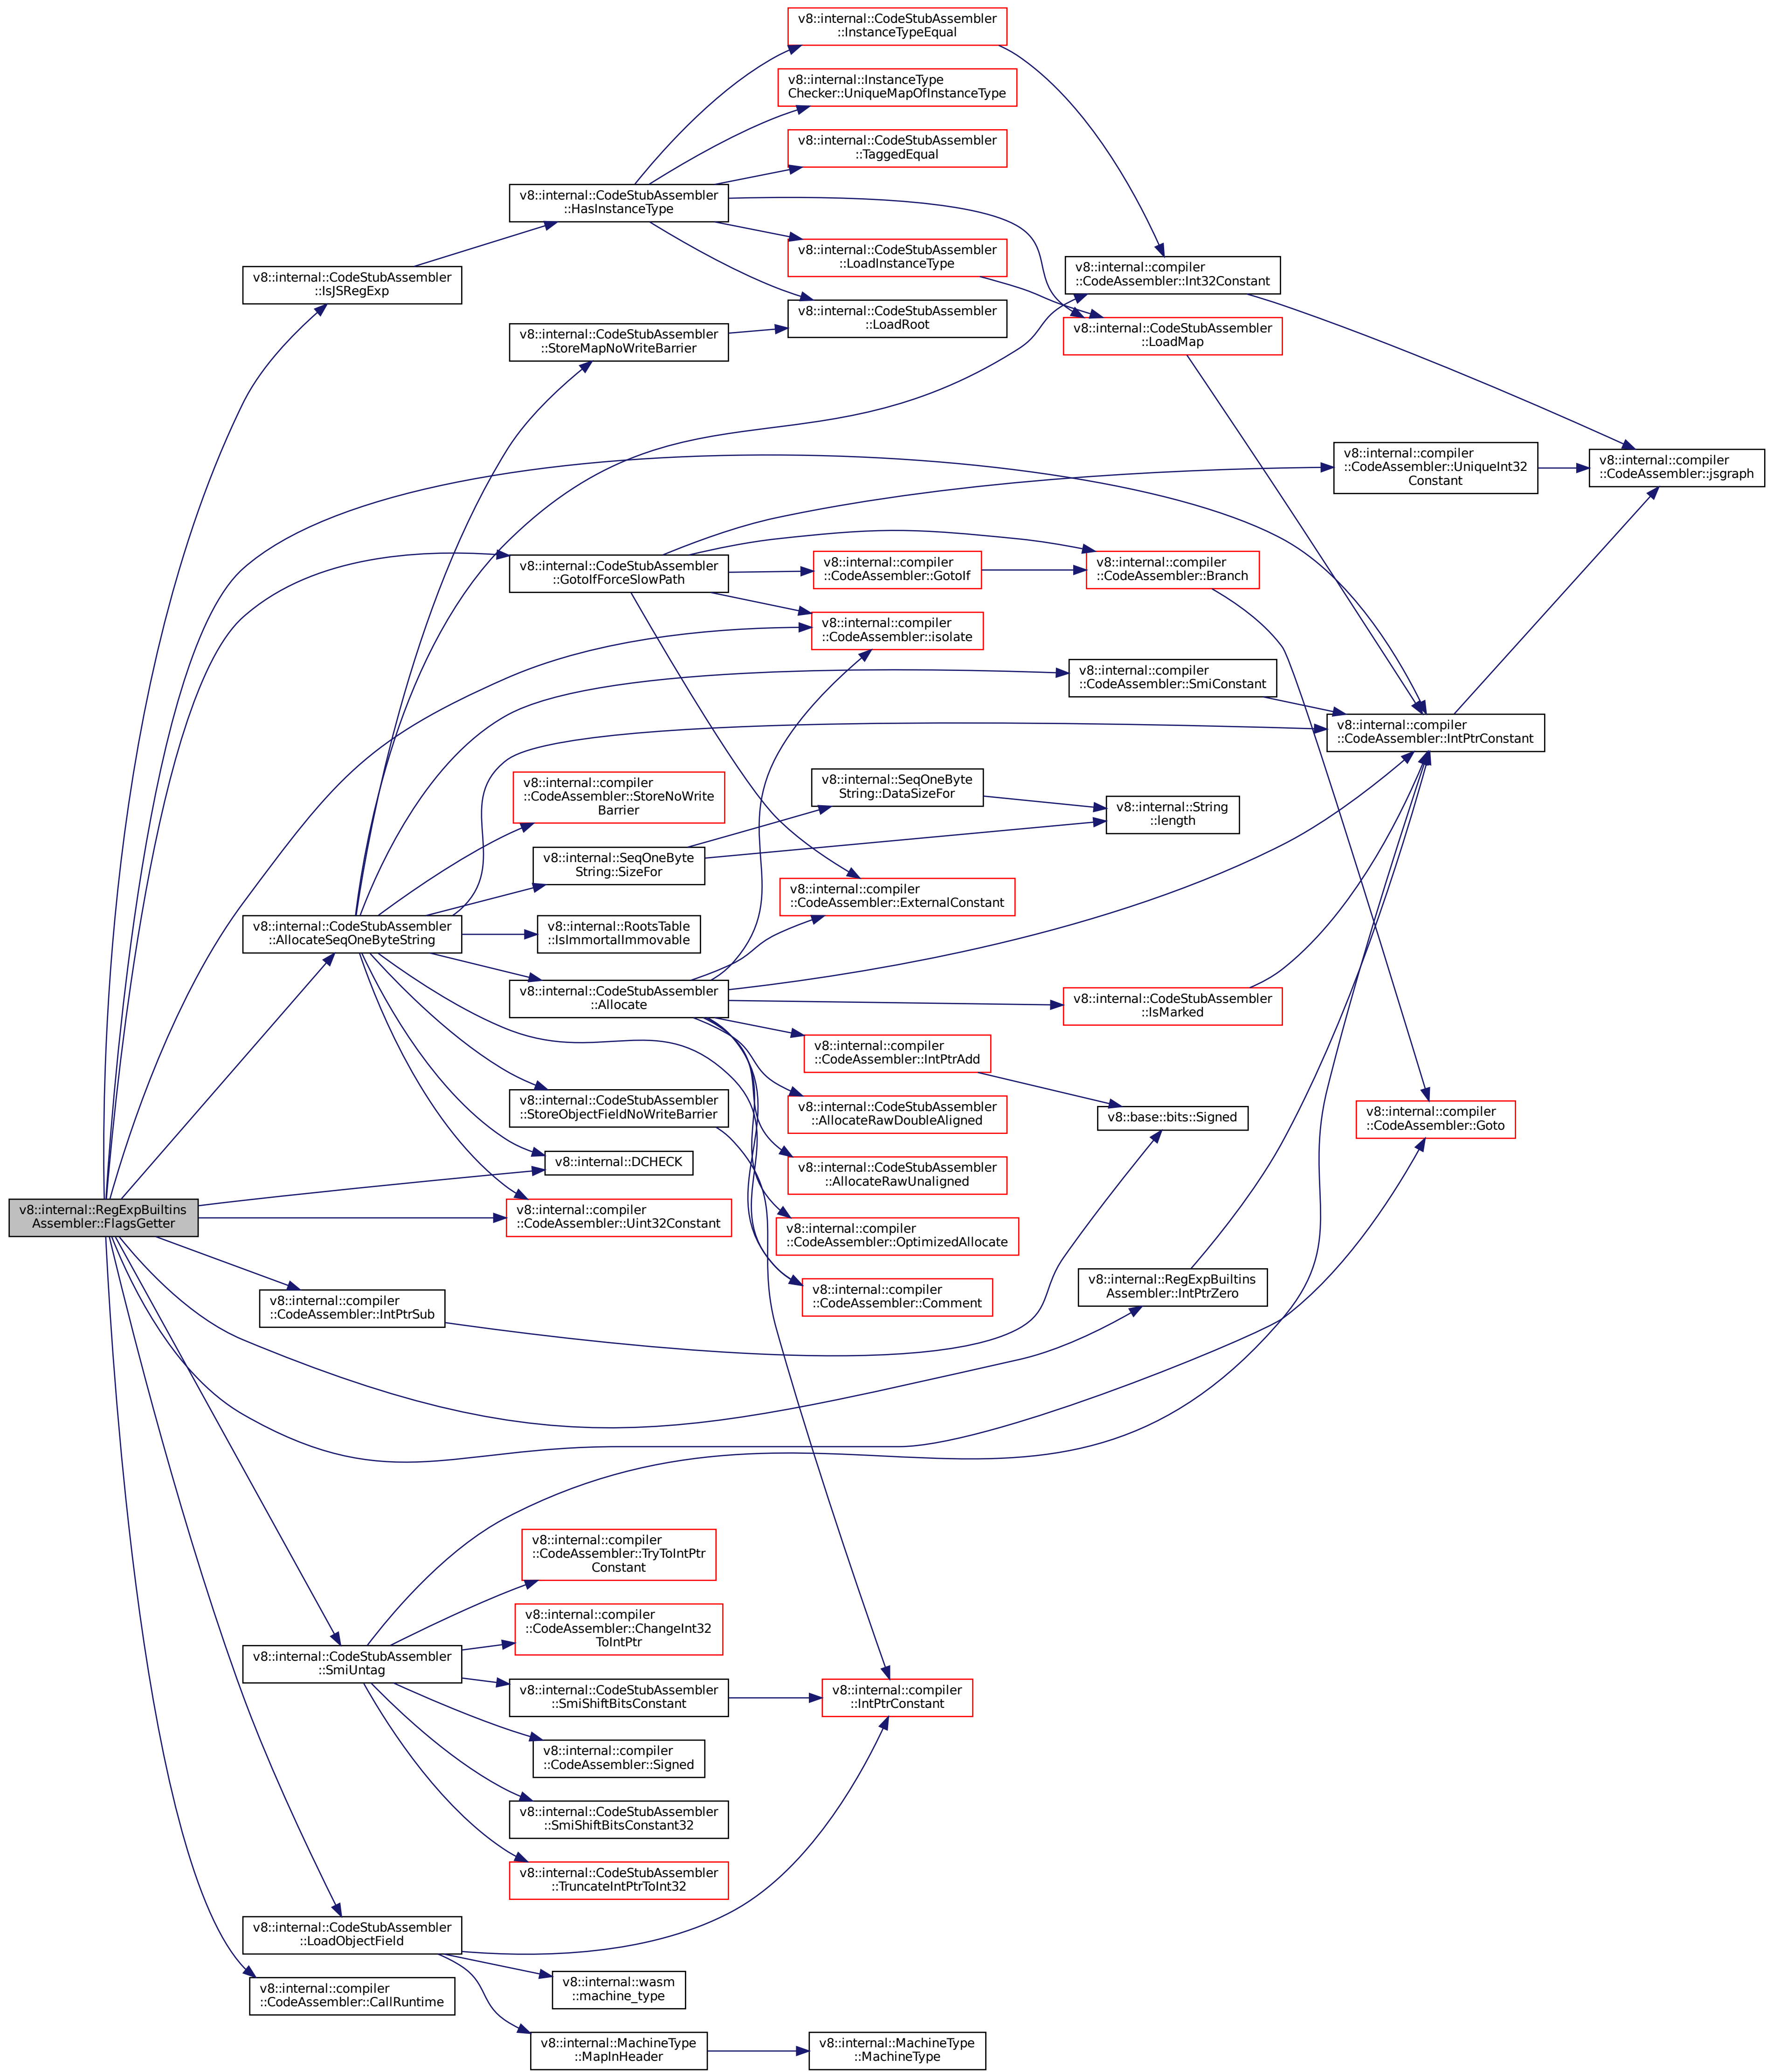 v8::internal::CodeStubAssembler
::InstanceTypeEqual
v8::internal::InstanceType
Checker::UniqueMapOfInstanceType
v8::internal::CodeStubAssembler
::TaggedEqual
v8::internal::CodeStubAssembler
::HasInstanceType
v8::internal::CodeStubAssembler
::LoadInstanceType
v8::internal::compiler
::CodeAssembler::Int32Constant
v8::internal::CodeStubAssembler
::IsJSRegExp
v8::internal::CodeStubAssembler
::LoadRoot
v8::internal::CodeStubAssembler
::LoadMap
v8::internal::CodeStubAssembler
::StoreMapNoWriteBarrier
v8::internal::compiler
::CodeAssembler::UniqueInt32
Constant
v8::internal::compiler
::CodeAssembler::jsgraph
v8::internal::CodeStubAssembler
::GotoIfForceSlowPath
v8::internal::compiler
::CodeAssembler::GotoIf
v8::internal::compiler
::CodeAssembler::Branch
v8::internal::compiler
::CodeAssembler::isolate
v8::internal::compiler
::CodeAssembler::SmiConstant
v8::internal::compiler
::CodeAssembler::IntPtrConstant
v8::internal::compiler
::CodeAssembler::StoreNoWrite
Barrier
v8::internal::SeqOneByte
String::DataSizeFor
v8::internal::String
::length
v8::internal::SeqOneByte
String::SizeFor
v8::internal::compiler
::CodeAssembler::ExternalConstant
v8::internal::CodeStubAssembler
::AllocateSeqOneByteString
v8::internal::RootsTable
::IsImmortalImmovable
v8::internal::CodeStubAssembler
::Allocate
v8::internal::CodeStubAssembler
::IsMarked
v8::internal::compiler
::CodeAssembler::IntPtrAdd
v8::internal::CodeStubAssembler
::StoreObjectFieldNoWriteBarrier
v8::internal::CodeStubAssembler
::AllocateRawDoubleAligned
v8::base::bits::Signed
v8::internal::compiler
::CodeAssembler::Goto
v8::internal::DCHECK
v8::internal::CodeStubAssembler
::AllocateRawUnaligned
v8::internal::RegExpBuiltins
Assembler::FlagsGetter
v8::internal::compiler
::CodeAssembler::Uint32Constant
v8::internal::compiler
::CodeAssembler::OptimizedAllocate
v8::internal::compiler
::CodeAssembler::IntPtrSub
v8::internal::compiler
::CodeAssembler::Comment
v8::internal::RegExpBuiltins
Assembler::IntPtrZero
v8::internal::compiler
::CodeAssembler::TryToIntPtr
Constant
v8::internal::compiler
::CodeAssembler::ChangeInt32
ToIntPtr
v8::internal::CodeStubAssembler
::SmiUntag
v8::internal::CodeStubAssembler
::SmiShiftBitsConstant
v8::internal::compiler
::IntPtrConstant
v8::internal::compiler
::CodeAssembler::Signed
v8::internal::CodeStubAssembler
::SmiShiftBitsConstant32
v8::internal::CodeStubAssembler
::TruncateIntPtrToInt32
v8::internal::CodeStubAssembler
::LoadObjectField
v8::internal::compiler
::CodeAssembler::CallRuntime
v8::internal::wasm
::machine_type
v8::internal::MachineType
::MapInHeader
v8::internal::MachineType
::MachineType